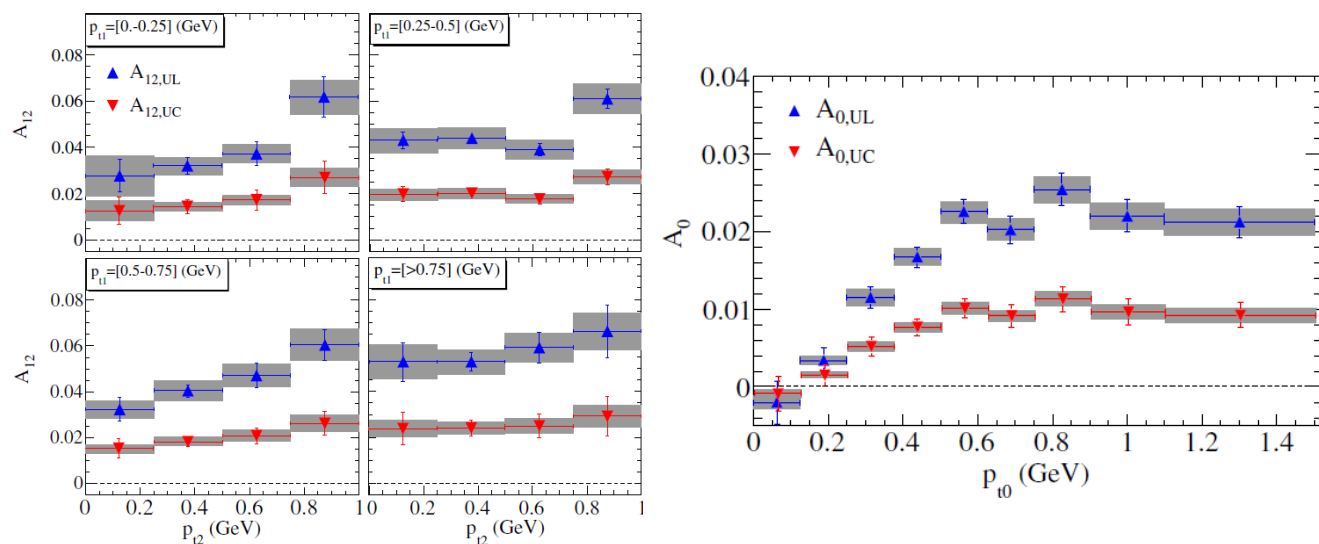 p_t1=[0.-0.25] (GeV)
p_t1=[0.25-0.5] (GeV)
A_12,UL
A_12,UC
A_12
0.08
0.06
0.04
0.02
0
p_t1=[0.5-0.75] (GeV)
p_t1=[>0.75] (GeV)
A_12
0.08
0.06
0.04
0.02
0
0 0.2 0.4 0.6 0.8 0 0.2 0.4 0.6 0.8 1
p_t2 (GeV)
p_t2 (GeV)
A_0,UL
A_0,UC
A_0
0.04
0.03
0.02
0.01
0
0 0.2 0.4 0.6 0.8 1 1.2 1.4
p_t0 (GeV)